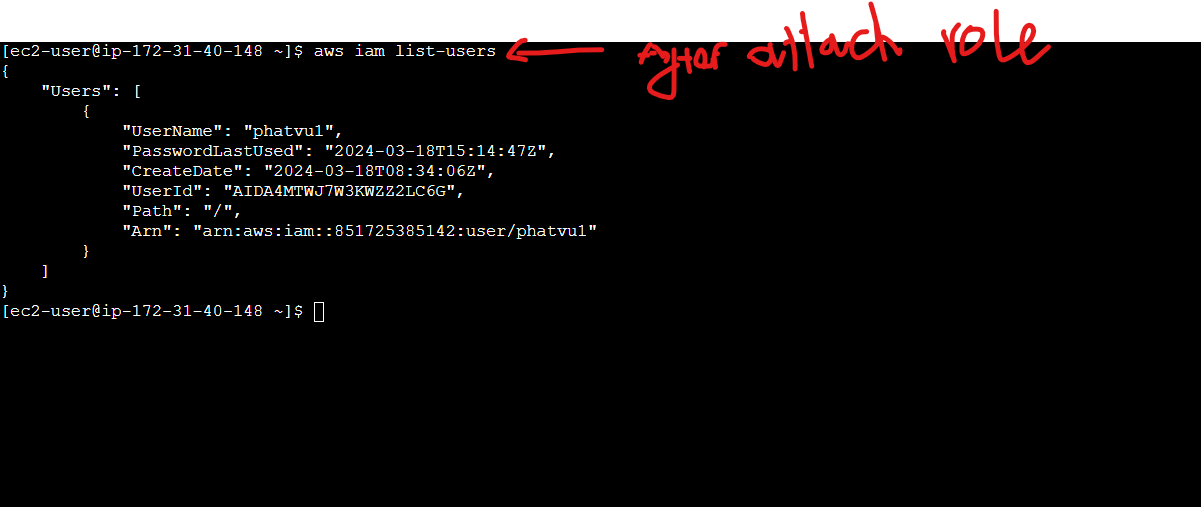 [ec2-user@ip-172-31-40-148 ~]$ aws iam list-users
after attach role
{
    "Users": [
        {
            "UserName": "phatvu1",
            "PasswordLastUsed": "2024-03-18T15:14:47Z",
            "CreateDate": "2024-03-18T08:34:06Z",
            "UserId": "AIDA4MTWJ7W3KWZZ2LC6G",
            "Path": "/",
            "Arn": "arn:aws:iam::851725385142:user/phatvu1"
        }
    ]
}
[ec2-user@ip-172-31-40-148 ~]$